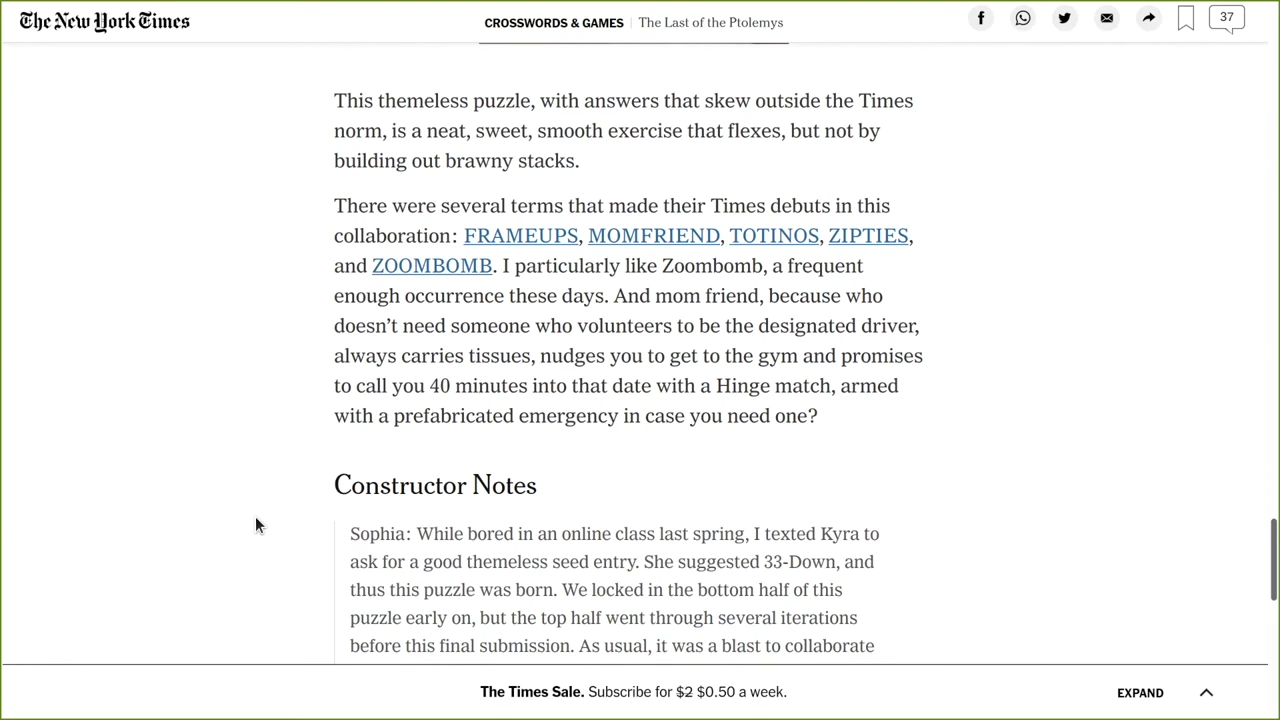 The New York Times
CROSSWORDS & GAMES | The Last of the Ptolemys
37
This themeless puzzle, with answers that skew outside the Times
norm, is a neat, sweet, smooth exercise that flexes, but not by
building out brawny stacks.
There were several terms that made their Times debuts in this
collaboration: FRAMEUPS, MOMFRIEND, TOTINOS, ZIPTIES,
and ZOOMBOMB. I particularly like Zoombomb, a frequent
enough occurrence these days. And mom friend, because who
doesn’t need someone who volunteers to be the designated driver,
always carries tissues, nudges you to get to the gym and promises
to call you 40 minutes into that date with a Hinge match, armed
with a prefabricated emergency in case you need one?
Constructor Notes
Sophia: While bored in an online class last spring, I texted Kyra to
ask for a good themeless seed entry. She suggested 33-Down, and
thus this puzzle was born. We locked in the bottom half of this
puzzle early on, but the top half went through several iterations
before this final submission. As usual, it was a blast to collaborate
The Times Sale. Subscribe for $2 $0.50 a week.
EXPAND